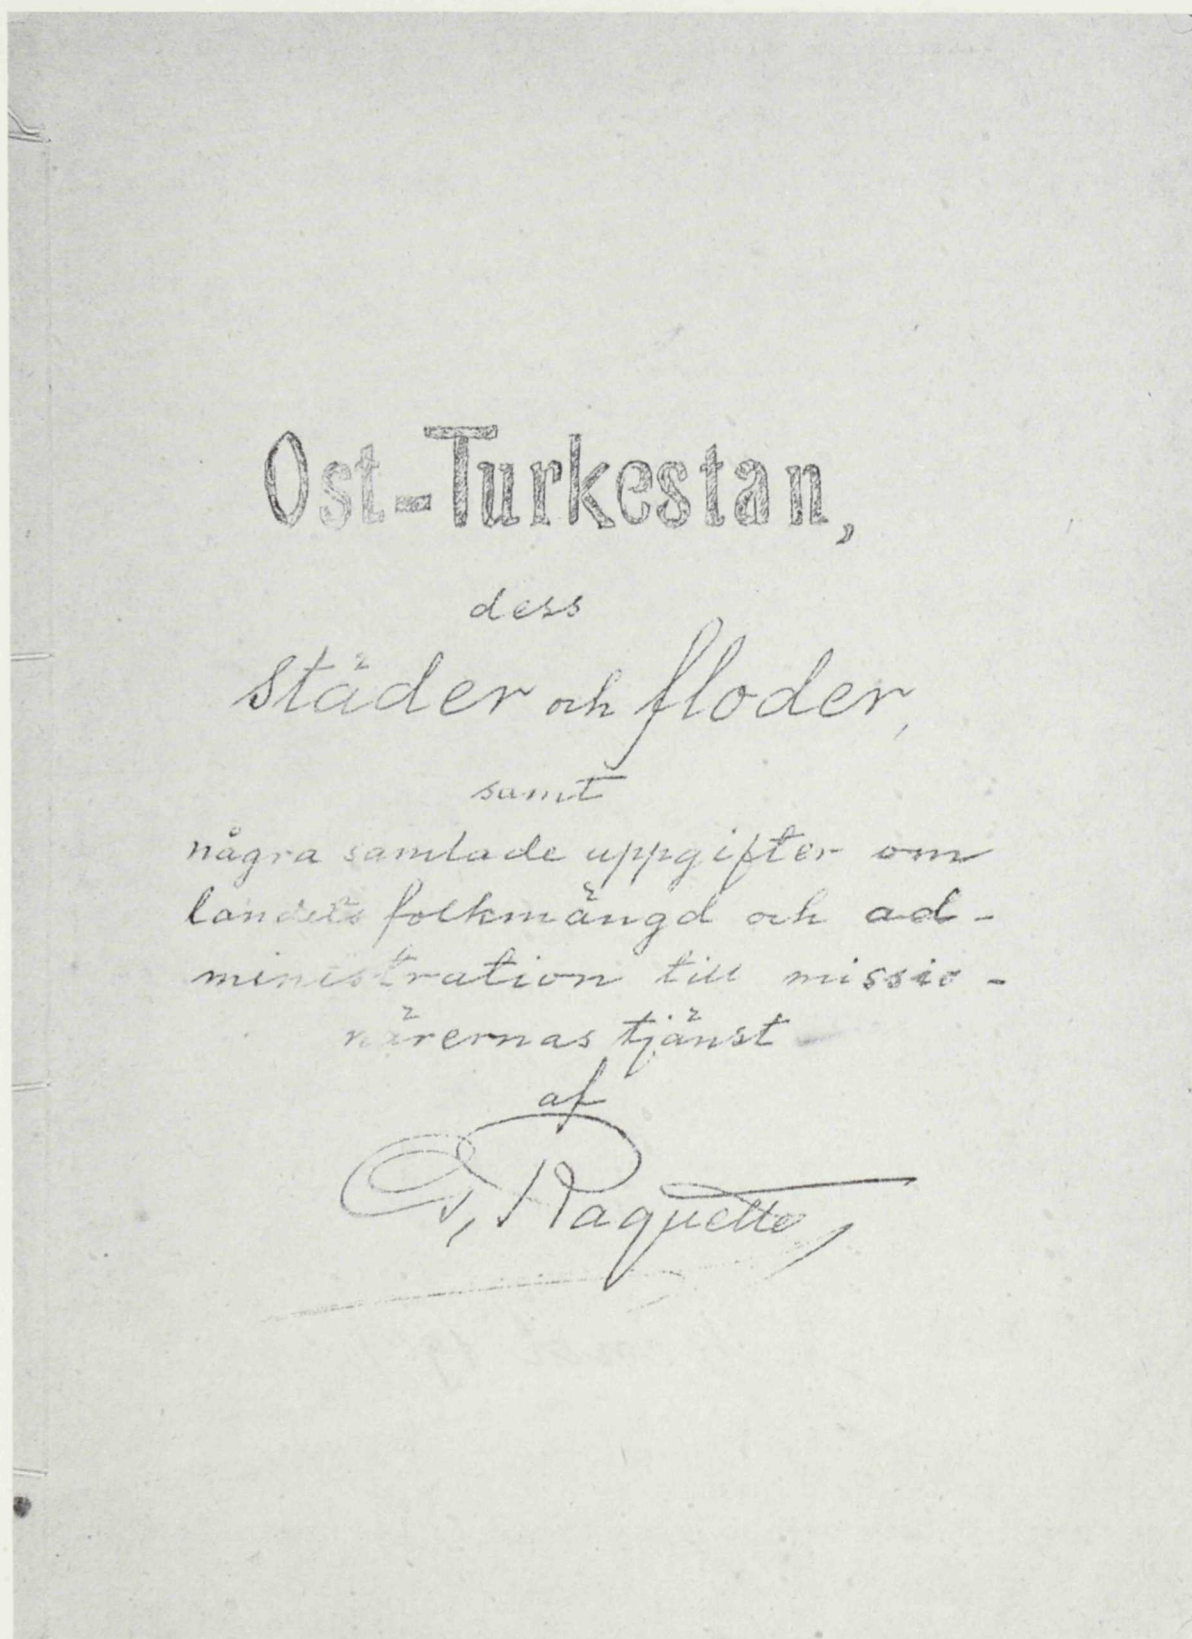 Ost-Turkestan,
dess
städer och floder,
samt
några samlade uppgifter om
landets folkmängd och ad-
ministration till missio-
närernas tjänst
af
G. Raquette